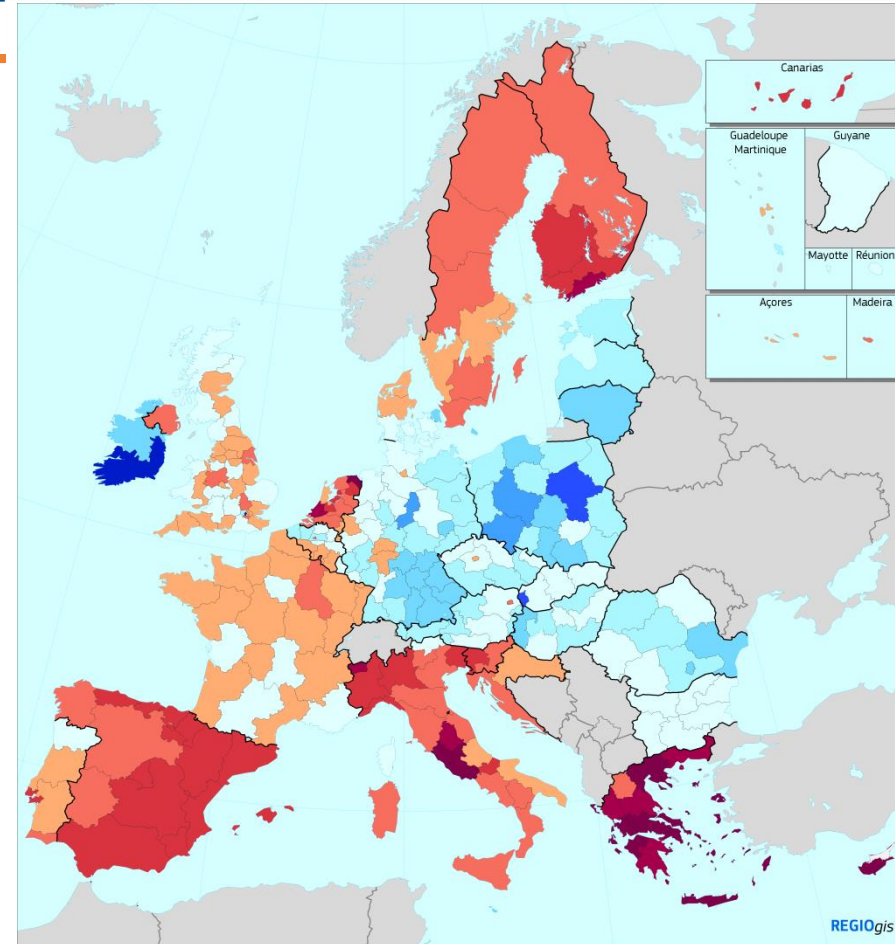 Canarias
Guadeloupe
Martinique
Guyane
Mayotte
Réunion
Açores
Madeira
REGIOgis